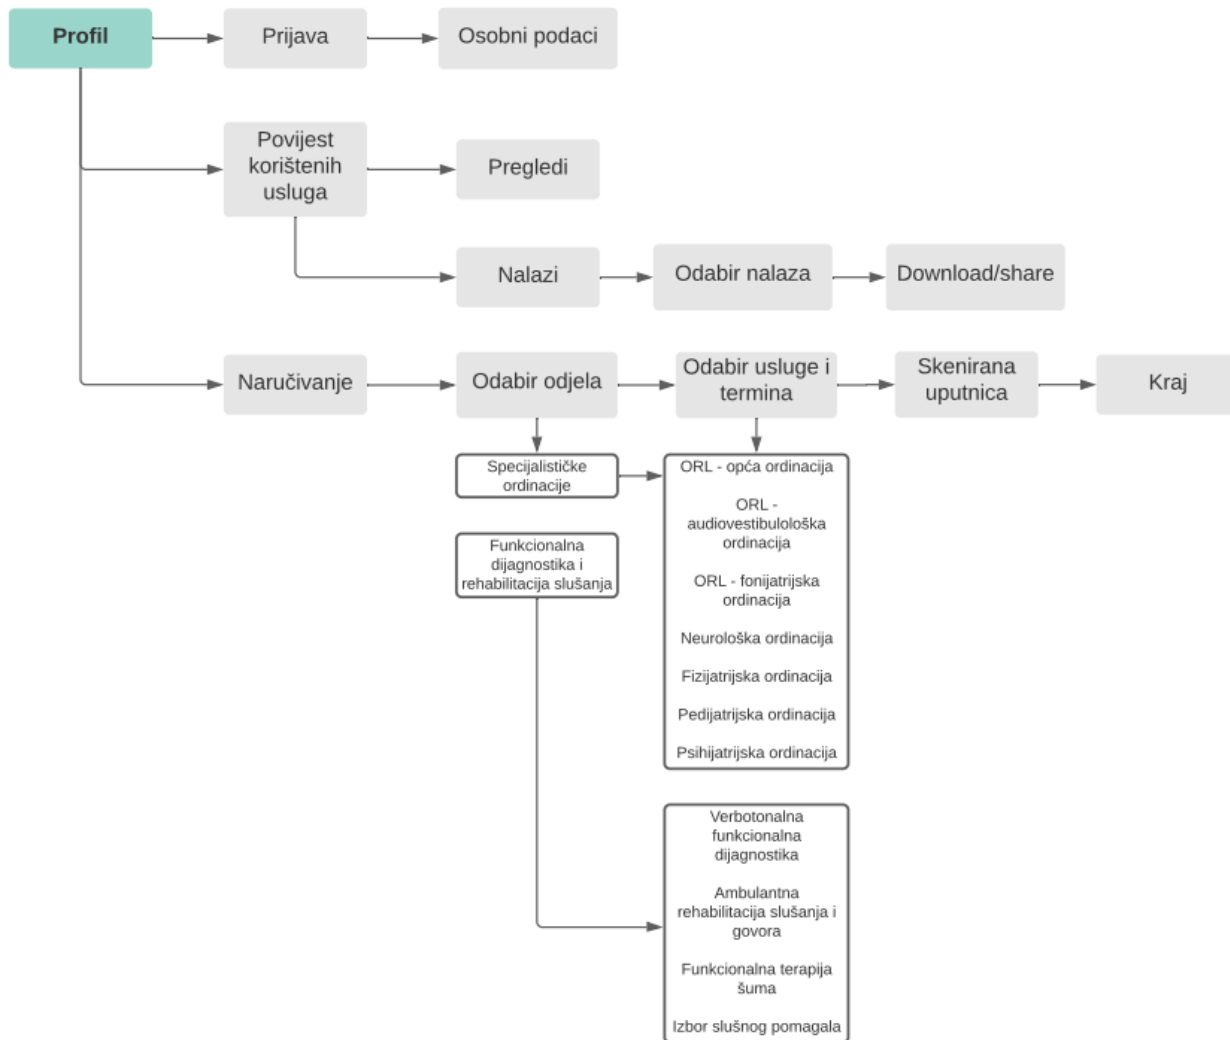 Profil
Prijava
Osobni podaci
Povijest
korištenih
usluga
Pregledi
Nalazi
Odabir nalaza
Download/share
Naručivanje
Odabir odjela
Odabir usluge i
termina
Skenirana
uputnica
Kraj
Specijalističke
ordinacije
Funkcionalna
dijagnostika i
rehabilitacija slušanja
ORL - opća ordinacija
ORL -
audiovestibulološka
ordinacija
ORL - fonijatrijska
ordinacija
Neurološka ordinacija
Fizijatrijska ordinacija
Pedijatrijska ordinacija
Psihijatrijska ordinacija
Verbotonalna
funkcionalna
dijagnostika
Ambulantna
rehabilitacija slušanja i
govora
Funkcionalna terapija
šuma
Izbor slušnog pomagala